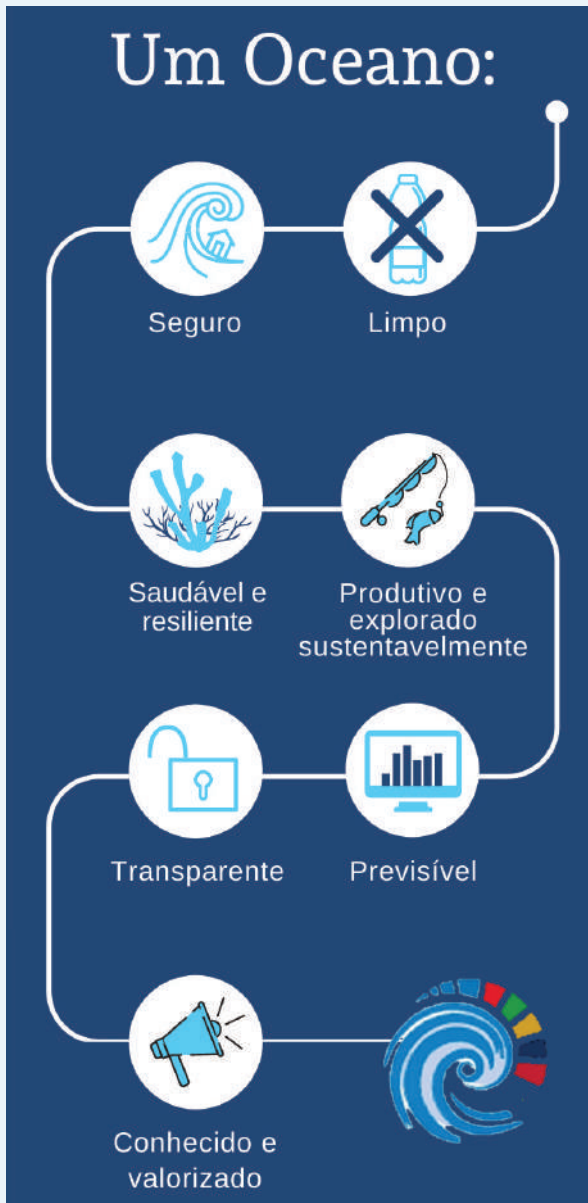 Um Oceano:
Seguro
Limpo
Saudável e
resiliente
Produtivo e
explorado
sustentavelmente
Transparente
Previsível
Conhecido e
valorizado